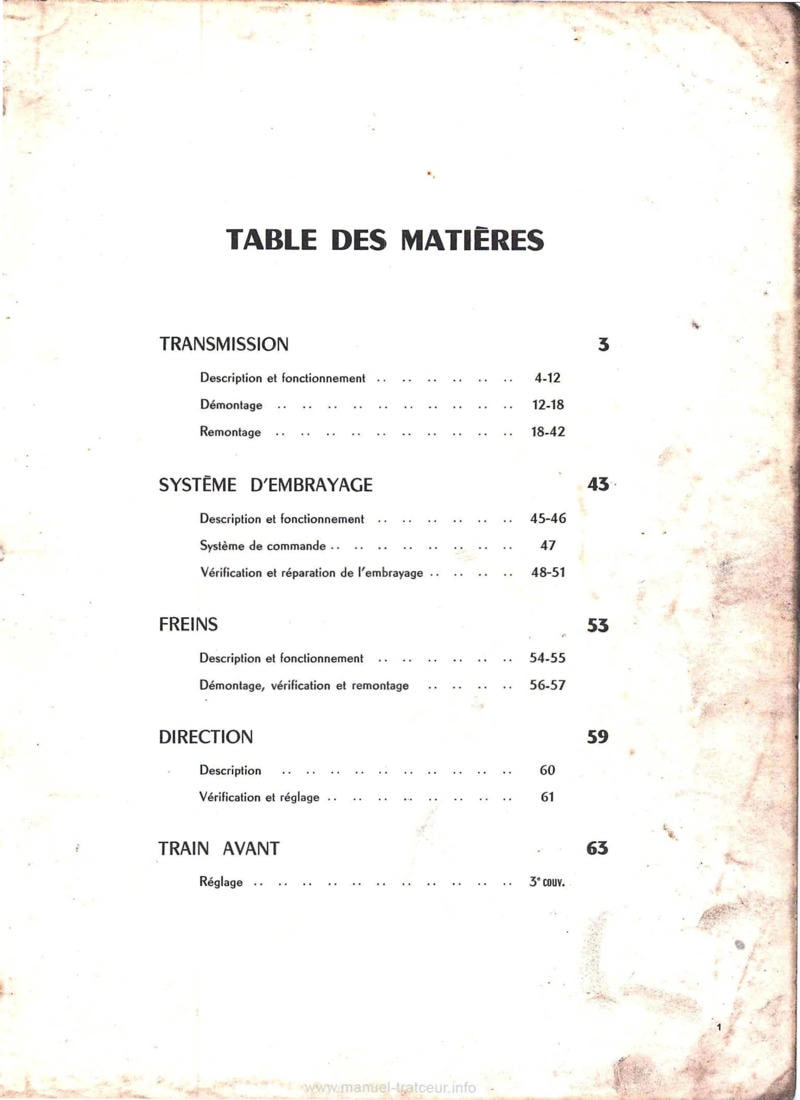 TABLE DES MATIÈRES
TRANSMISSION 3
Description et fonctionnement .. .. .. .. .. .. 4-12
Démontage .. .. .. .. .. .. .. .. .. .. 12-18
Remontage .. .. .. .. .. .. .. .. .. .. 18-42
SYSTÈME D'EMBRAYAGE 43
Description et fonctionnement .. .. .. .. .. .. 45-46
Système de commande .. .. .. .. .. .. .. .. 47
Vérification et réparation de l'embrayage .. .. .. .. 48-51
FREINS 53
Description et fonctionnement .. .. .. .. .. .. 54-55
Démontage, vérification et remontage .. .. .. .. 56-57
DIRECTION 59
Description .. .. .. .. .. .. .. .. .. .. 60
Vérification et réglage .. .. .. .. .. .. .. .. 61
TRAIN AVANT 63
Réglage .. .. .. .. .. .. .. .. .. .. .. 3e couv.
1
www.manuel-tratceur.info